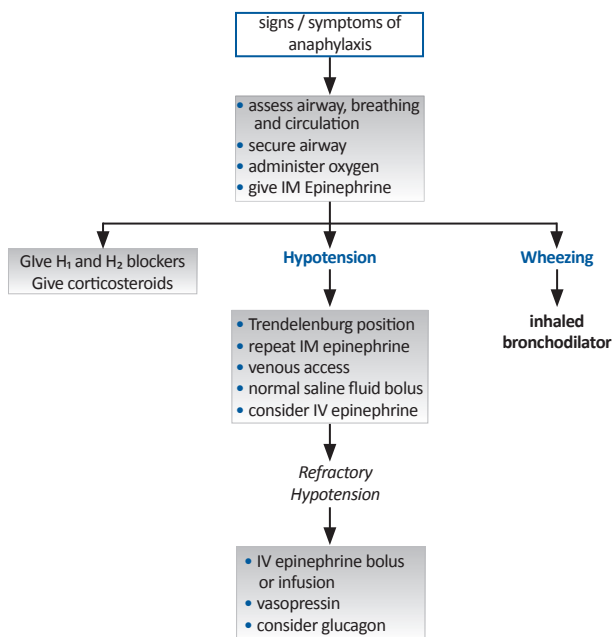 signs / symptoms of
anaphylaxis
• assess airway, breathing
and circulation
• secure airway
• administer oxygen
• give IM Epinephrine
GIve H₁ and H₂ blockers
Give corticosteroids
Hypotension
Wheezing
• Trendelenburg position
• repeat IM epinephrine
• venous access
• normal saline fluid bolus
• consider IV epinephrine
inhaled
bronchodilator
Refractory
Hypotension
• IV epinephrine bolus
or infusion
• vasopressin
• consider glucagon